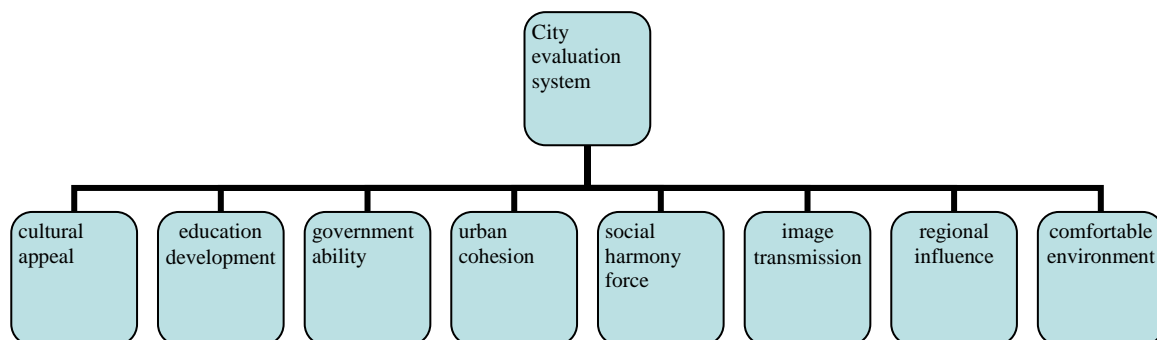 City
evaluation
system
cultural
appeal
education
development
government
ability
urban
cohesion
social
harmony
force
image
transmission
regional
influence
comfortable
environment